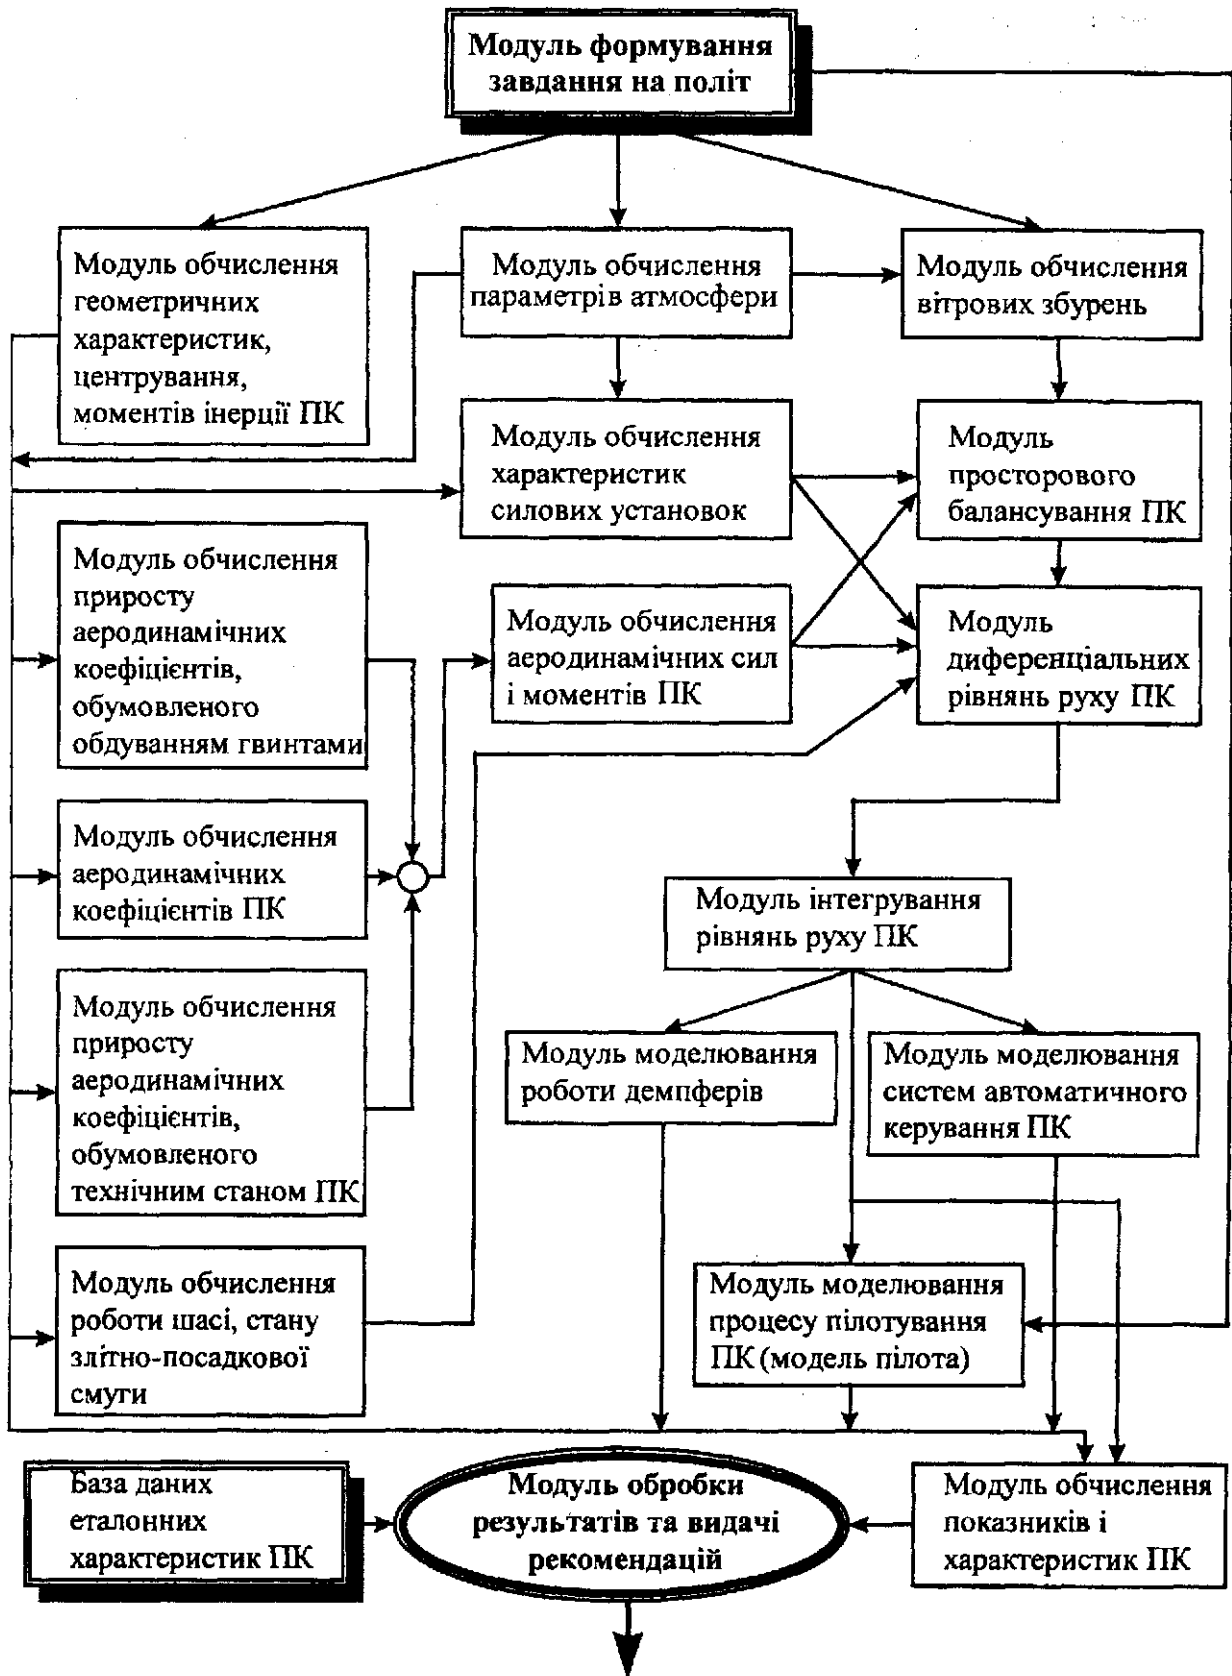 Модуль формування
завдання на політ
Модуль обчислення
геометричних
характеристик,
центрування,
моментів інерції ПК
Модуль обчислення
параметрів атмосфери
Модуль обчислення
вітрових збурень
Модуль обчислення
характеристик
силових установок
Модуль
просторового
балансування ПК
Модуль обчислення
приросту
аеродинамічних
коефіцієнтів,
обумовленого
обдуванням гвинтами
Модуль обчислення
аеродинамічних сил
і моментів ПК
Модуль
диференціальних
рівнянь руху ПК
Модуль обчислення
аеродинамічних
коефіцієнтів ПК
Модуль інтегрування
рівнянь руху ПК
Модуль обчислення
приросту
аеродинамічних
коефіцієнтів,
обумовленого
технічним станом ПК
Модуль моделювання
роботи демпферів
Модуль моделювання
систем автоматичного
керування ПК
Модуль обчислення
роботи шасі, стану
злітно-посадкової
смуги
Модуль моделювання
процесу пілотування
ПК (модель пілота)
База даних
еталонних
характеристик ПК
Модуль обробки
результатів та видачі
рекомендацій
Модуль обчислення
показників і
характеристик ПК